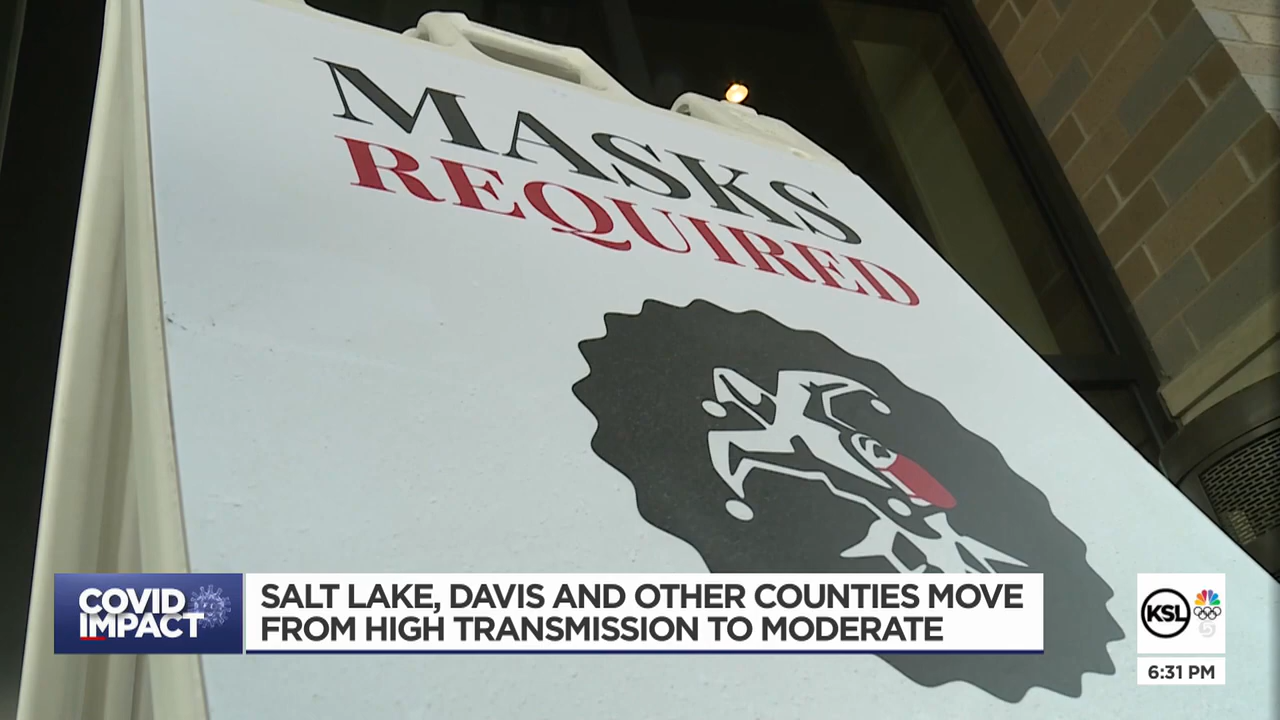 MASKS
REQUIRED
COVID
IMPACT
SALT LAKE, DAVIS AND OTHER COUNTIES MOVE
FROM HIGH TRANSMISSION TO MODERATE
KSL
5
6:31 PM